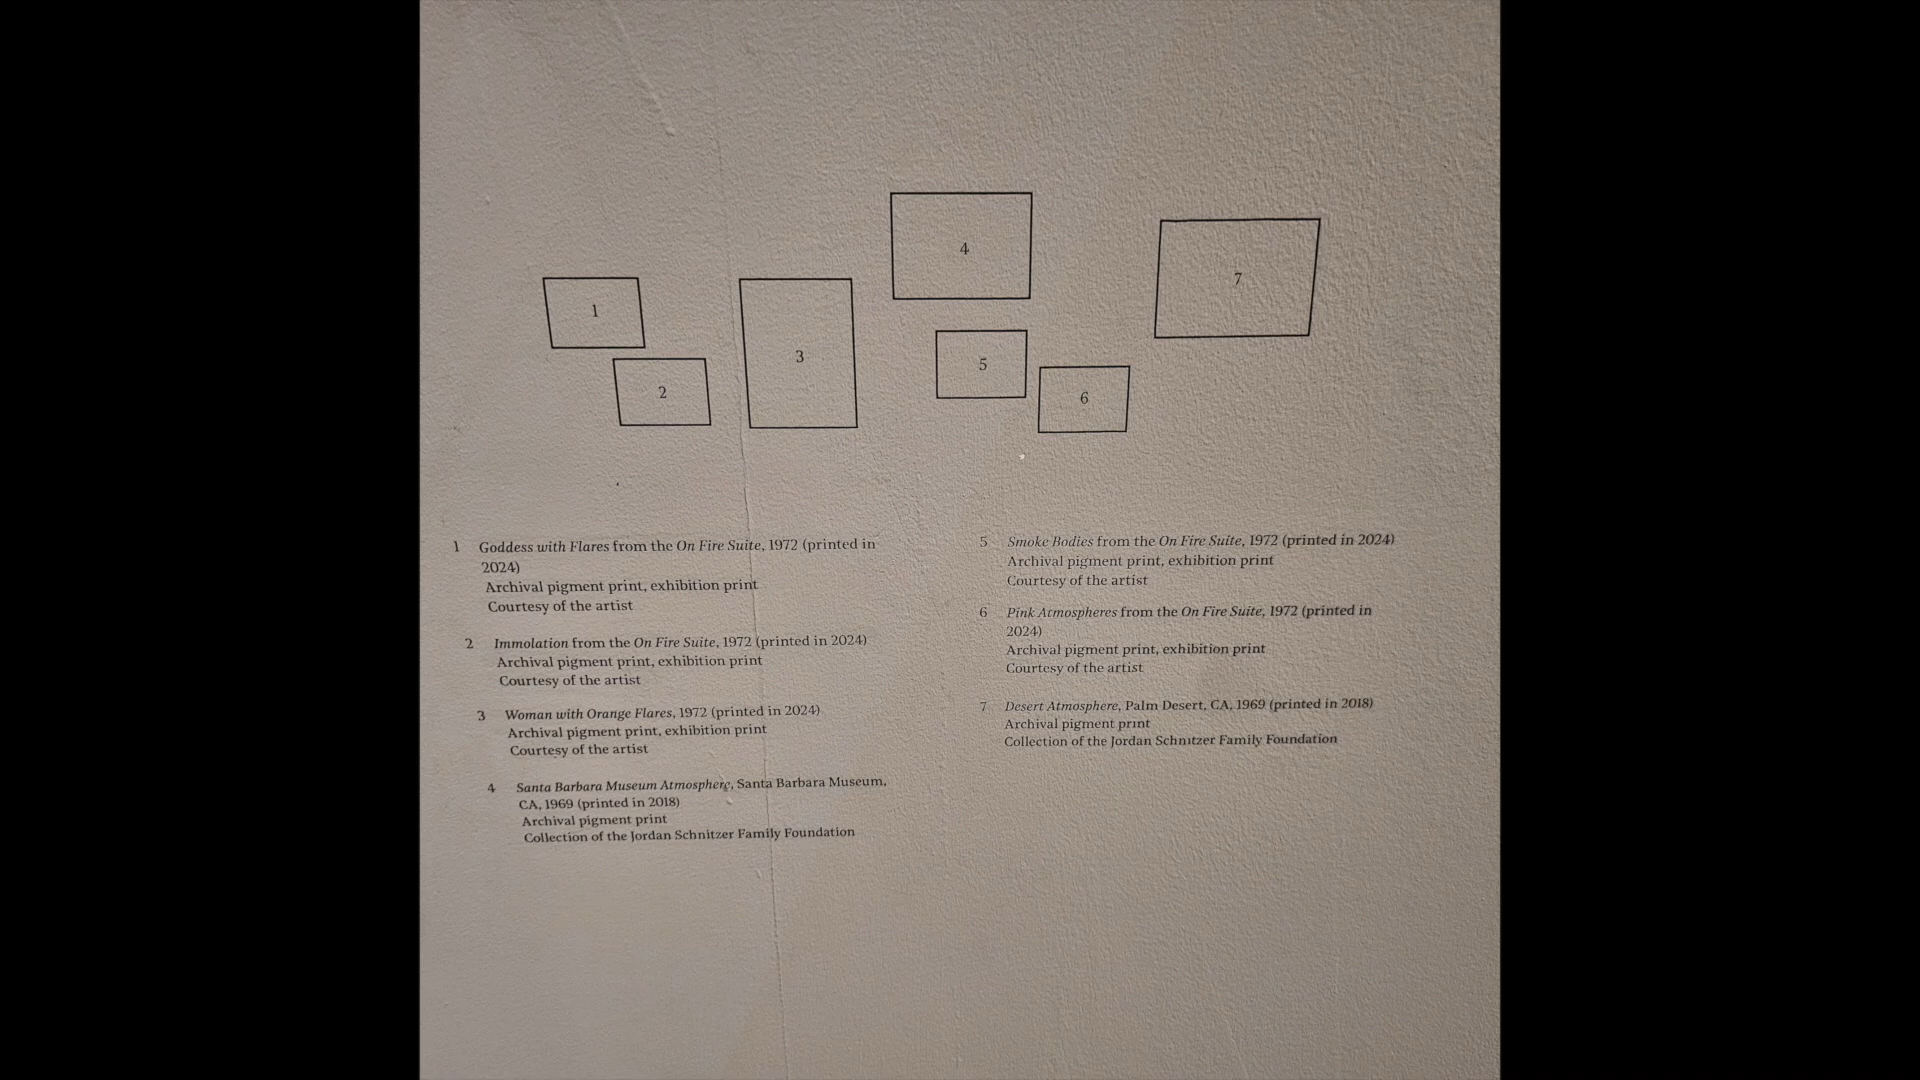 4
7
1
3
5
2
6
1 Goddess with Flares from the On Fire Suite, 1972 (printed in
2024)
Archival pigment print, exhibition print
Courtesy of the artist
2 Immolation from the On Fire Suite, 1972 (printed in 2024)
Archival pigment print, exhibition print
Courtesy of the artist
3 Woman with Orange Flares, 1972 (printed in 2024)
Archival pigment print, exhibition print
Courtesy of the artist
4 Santa Barbara Museum Atmosphere, Santa Barbara Museum,
CA, 1969 (printed in 2018)
Archival pigment print
Collection of the Jordan Schnitzer Family Foundation
5 Smoke Bodies from the On Fire Suite, 1972 (printed in 2024)
Archival pigment print, exhibition print
Courtesy of the artist
6 Pink Atmospheres from the On Fire Suite, 1972 (printed in
2024)
Archival pigment print, exhibition print
Courtesy of the artist
7 Desert Atmosphere, Palm Desert, CA, 1969 (printed in 2018)
Archival pigment print
Collection of the Jordan Schnitzer Family Foundation